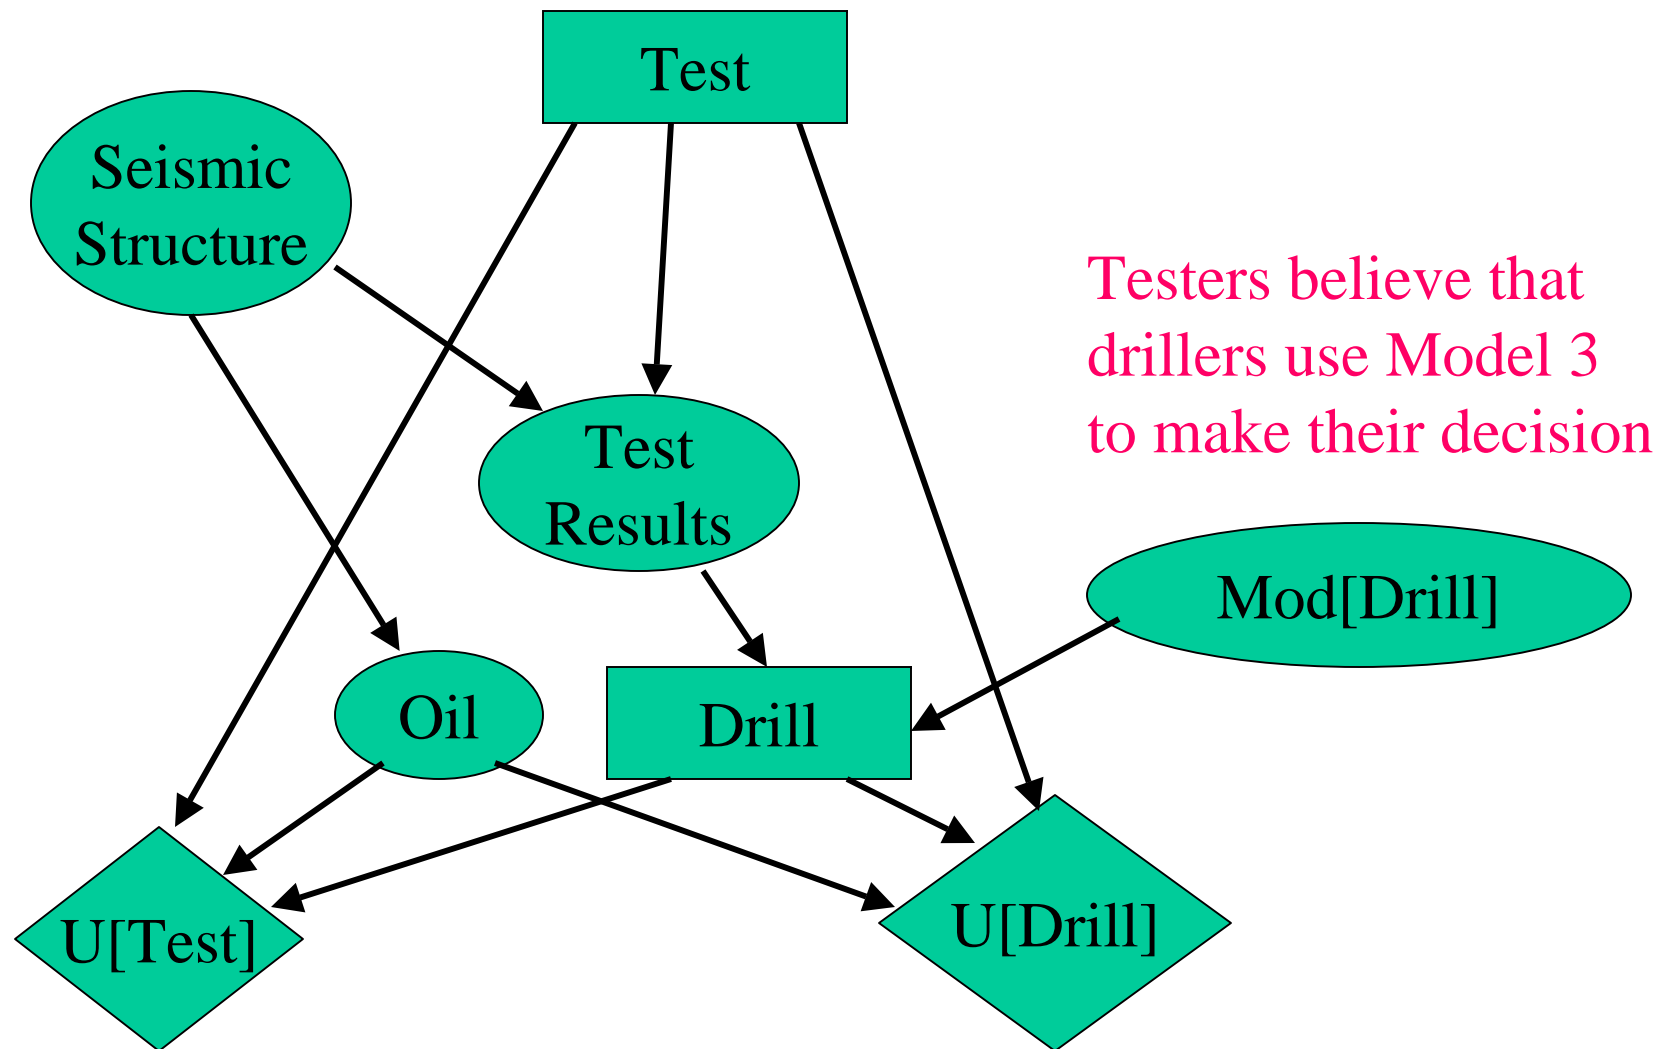 Test
Seismic
Structure
Testers believe that
drillers use Model 3
to make their decision
Test
Results
Mod[Drill]
Oil
Drill
U[Test]
U[Drill]